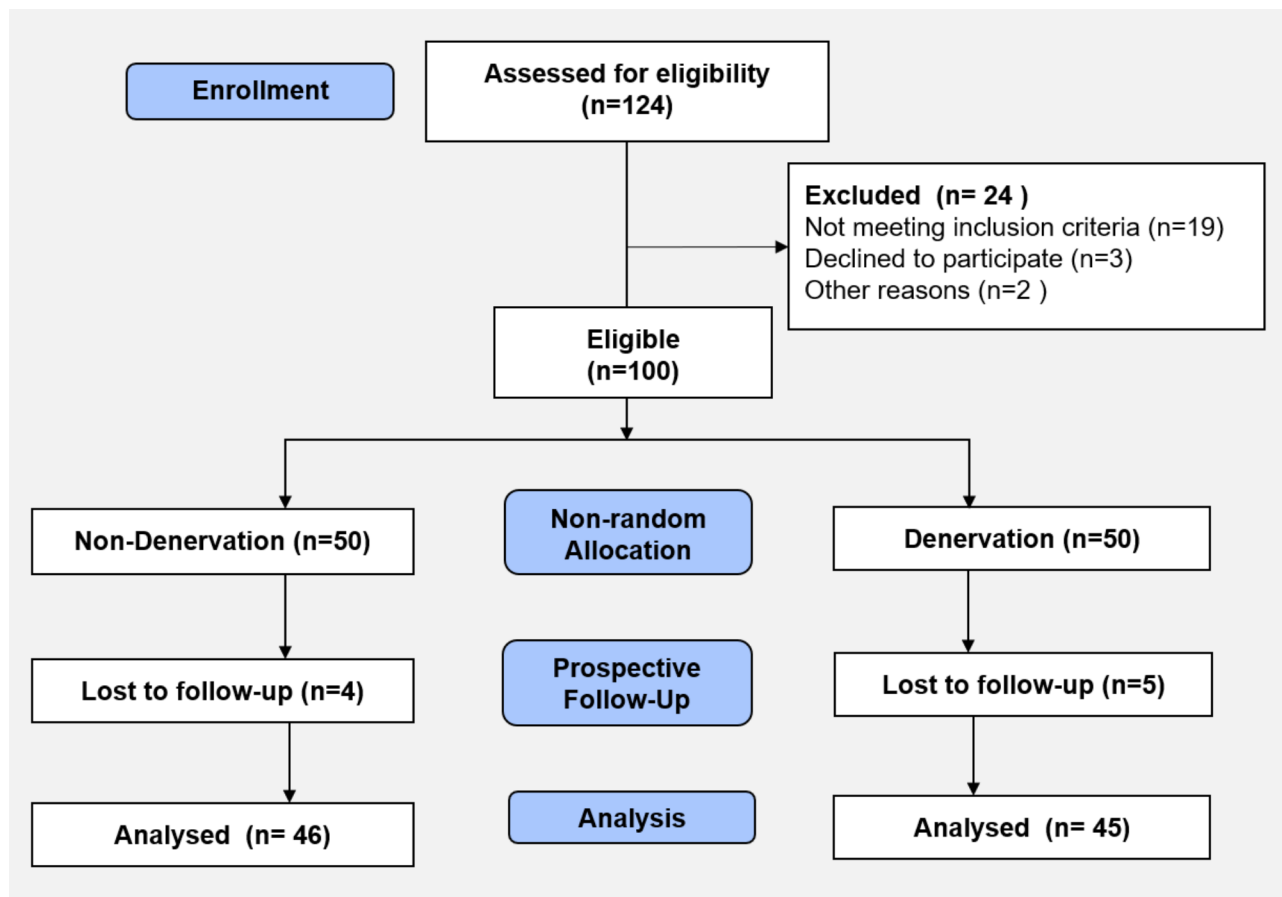 Enrollment
Assessed for eligibility
(n=124)
Excluded  (n= 24 )
Not meeting inclusion criteria (n=19)
Declined to participate (n=3)
Other reasons (n=2 )
Eligible
(n=100)
Non-Denervation (n=50)
Non-random
Allocation
Denervation (n=50)
Lost to follow-up (n=4)
Prospective
Follow-Up
Lost to follow-up (n=5)
Analysed  (n= 46)
Analysis
Analysed  (n= 45)